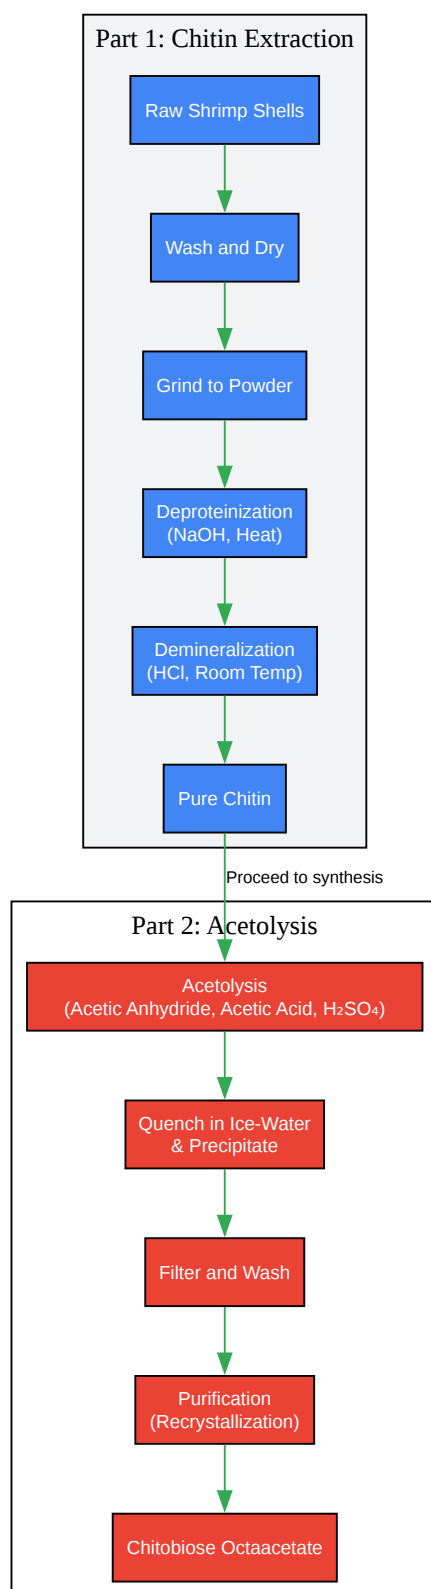 Part 1: Chitin Extraction
Raw Shrimp Shells
Wash and Dry
Grind to Powder
Deproteinization
(NaOH, Heat)
Demineralization
(HCl, Room Temp)
Pure Chitin
Proceed to synthesis
Part 2: Acetolysis
Acetolysis
(Acetic Anhydride, Acetic Acid, H₂SO₄)
Quench in Ice-Water
& Precipitate
Filter and Wash
Purification
(Recrystallization)
Chitobiose Octaacetate